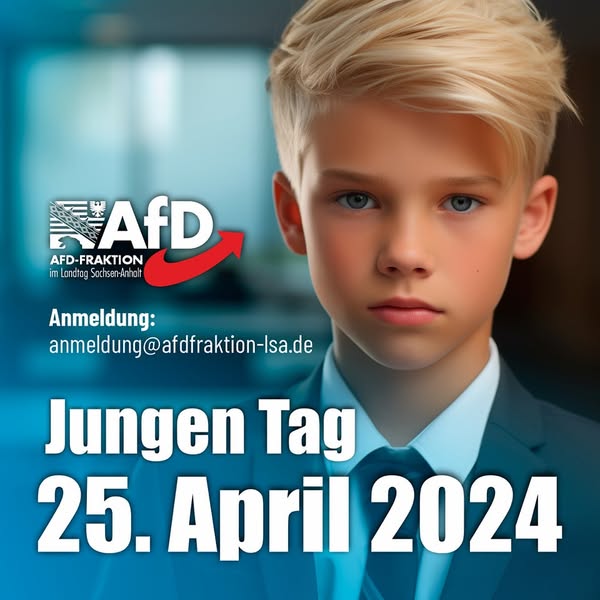 AfD
AFD-FRAKTION
im Landtag Sachsen-Anhalt
Anmeldung:
anmeldung@afdfraktion-lsa.de
Jungen Tag
25. April 2024